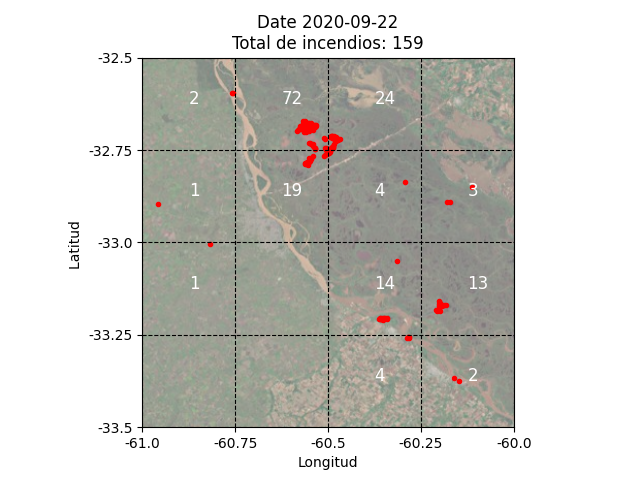 Date 2020-09-22
Total de incendios: 159
-32.5
2 72 24
-32.75
1 19 4 3
Latitud
-33.0
1 14 13
-33.25
4 2
-33.5
-61.0 -60.75 -60.5 -60.25 -60.0
Longitud